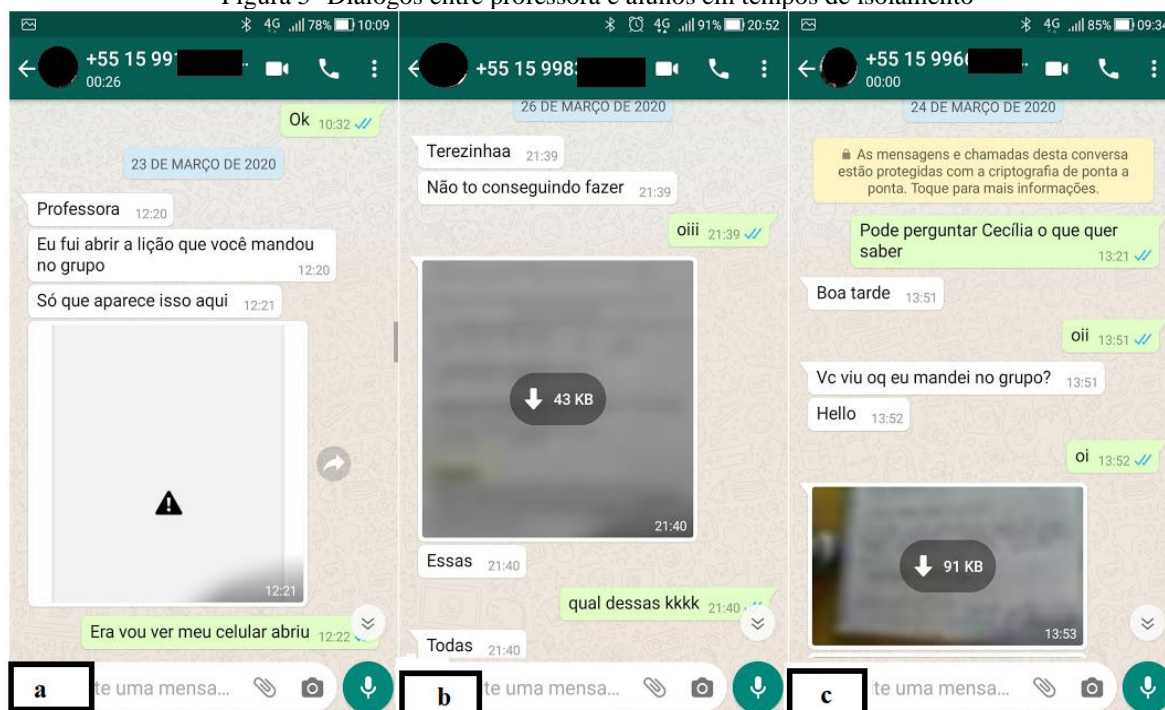 Figura 3- Diálogos entre professora e alunos em tempos de isolamento
4G 78% 10:09
+55 15 99
00:26
Ok 10:32
23 DE MARÇO DE 2020
Professora 12:20
Eu fui abrir a lição que você mandou
no grupo 12:20
Só que aparece isso aqui 12:21
12:21
Era vou ver meu celular abriu 12:22
te uma mensa...
a
4G 91% 20:52
+55 15 998
26 DE MARÇO DE 2020
Terezinhaa 21:39
Não to conseguindo fazer 21:39
oiii 21:39
43 KB
21:40
Essas 21:40
qual dessas kkkk 21:40
Todas 21:40
te uma mensa...
b
4G 85% 09:34
+55 15 996
00:00
24 DE MARÇO DE 2020
As mensagens e chamadas desta conversa
estão protegidas com a criptografia de ponta a
ponta. Toque para mais informações.
Pode perguntar Cecília o que quer
saber 13:21
Boa tarde 13:51
oii 13:51
Vc viu oq eu mandei no grupo? 13:51
Hello 13:52
oi 13:52
91 KB
13:53
te uma mensa...
c